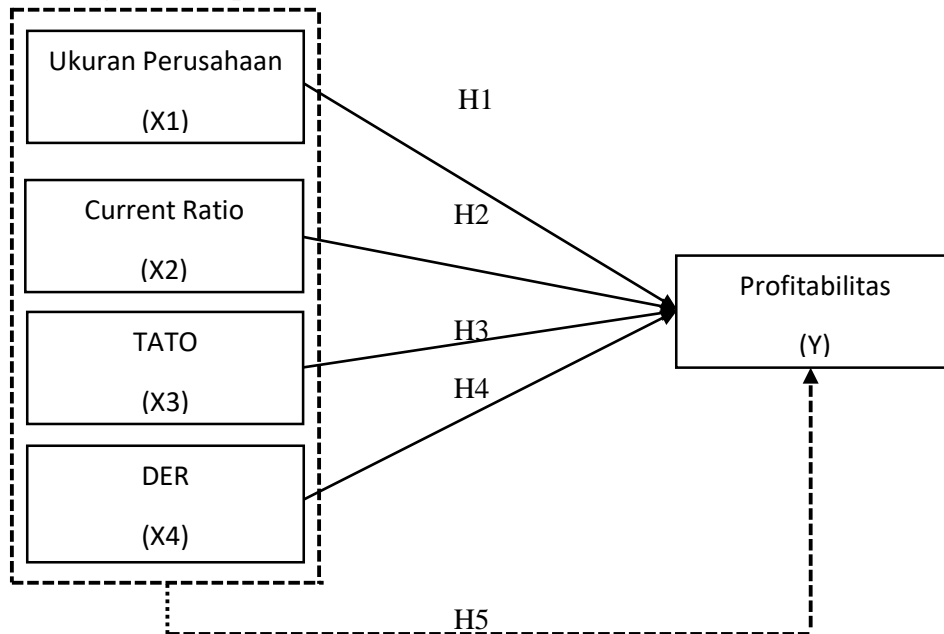 Ukuran Perusahaan
(X1)
Current Ratio
(X2)
TATO
(X3)
DER
(X4)
H1
H2
H3
H4
H5
Profitabilitas
(Y)